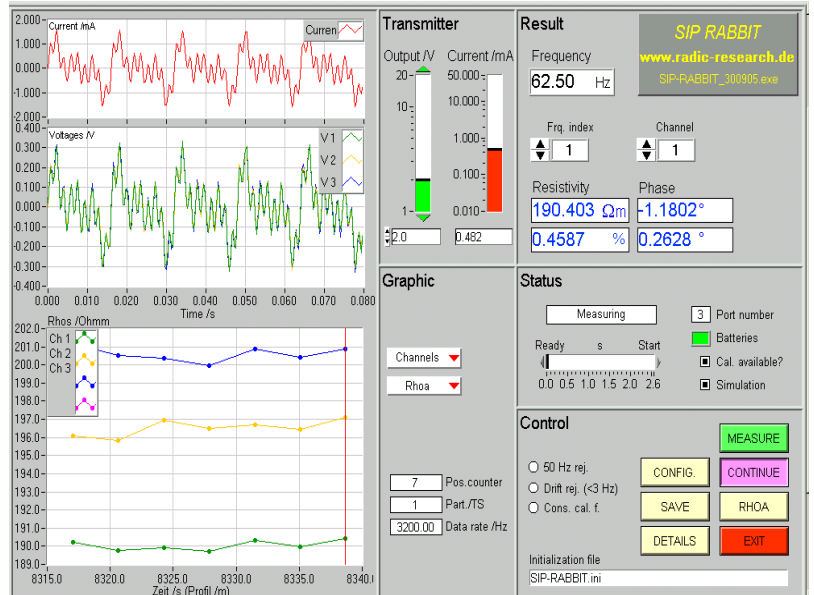 2.000
1.000
0.000
-1.000
-2.000
Current /mA
Curren
0.400
0.300
0.200
0.100
0.000
-0.100
-0.200
-0.300
-0.400
Voltages /V
V 1
V 2
V 3
0.000 0.010 0.020 0.030 0.040 0.050 0.060 0.070 0.080
Time /s
Rhos /Ohmm
202.0
201.0
200.0
199.0
198.0
197.0
196.0
195.0
194.0
193.0
192.0
191.0
190.0
189.0
Ch 1
Ch 2
Ch 3
8315.0 8320.0 8325.0 8330.0 8335.0 8340.
Zeit /s (Profil /m)
Transmitter
Output /V Current/mA
20
10
1
50.000
10.000
1.000
0.100
0.010
2.0 0.482
Graphic
Channels
Rhoa
7 Pos.counter
1 Part./TS
3200.00 Data rate /Hz
Result
Frequency
62.50 Hz
SIP RABBIT
www.radic-research.de
SIP-RABBIT_300905.exe
Frq. index Channel
1 1
Resistivity Phase
190.403 Ωm -1.1802°
0.4587 % 0.2628 °
Status
Measuring
3 Port number
Batteries
Ready s Start
Cal. available?
0.0 0.5 1.0 1.5 2.0 2.6
Simulation
Control
MEASURE
50 Hz rej.
Drift rej. (<3 Hz)
Cons. cal. f.
CONFIG. CONTINUE
SAVE RHOA
DETAILS EXIT
Initialization file
SIP-RABBIT.ini